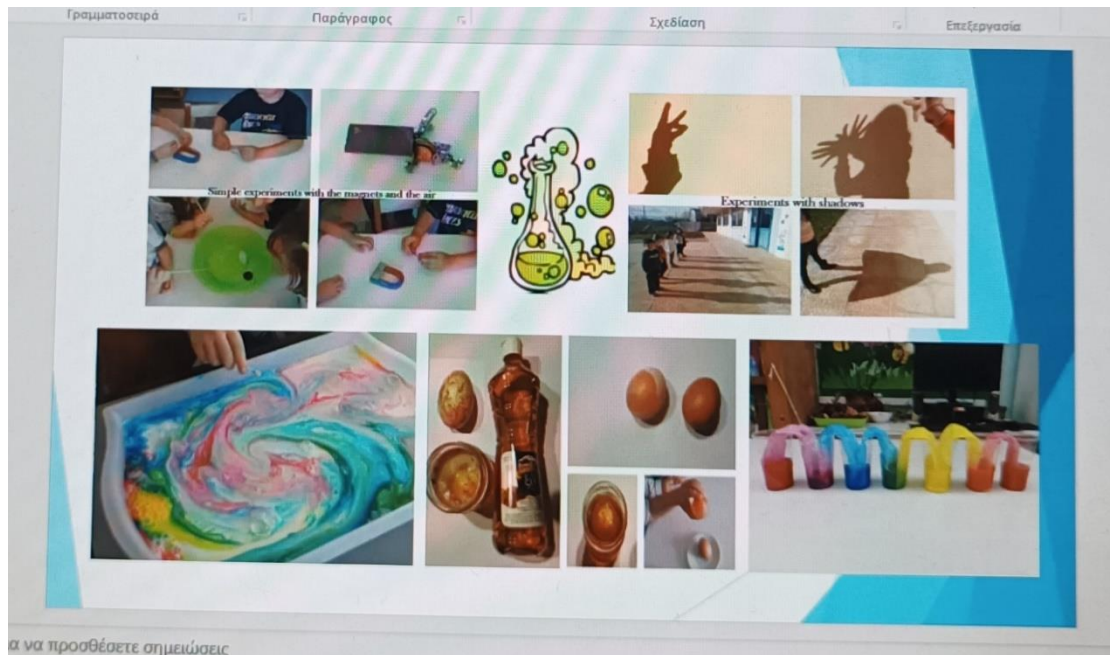 Γραμματοσειρά
Παράγραφος
Σχεδίαση
Επεξεργασία
Simple experiments with the magnets and the air
Experiments with shadows
α να προσθέσετε σημειώσεις